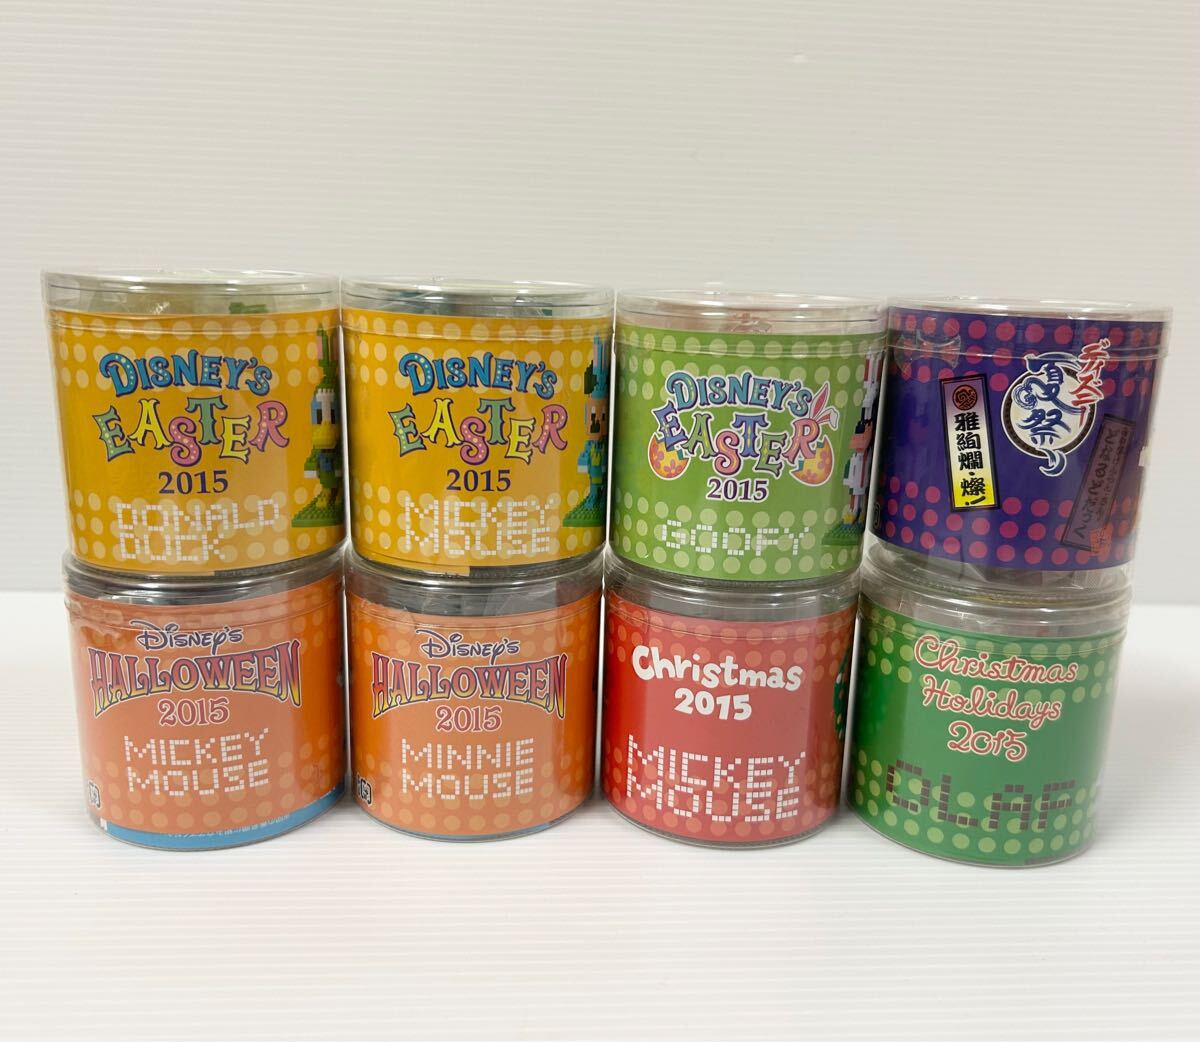 DISNEY'S
EASTER
2015
DONALD
DUCK
DISNEY'S
EASTER
2015
MICKEY
MOUSE
DISNEY'S
EASTER
2015
GOOFY
ディズニー
夏祭り
雅絢爛・燦!
DISNEY'S
HALLOWEEN
2015
MICKEY
MOUSE
DISNEY'S
HALLOWEEN
2015
MINNIE
MOUSE
Christmas
2015
MICKEY
MOUSE
Christmas
Holidays
2015
OLAF